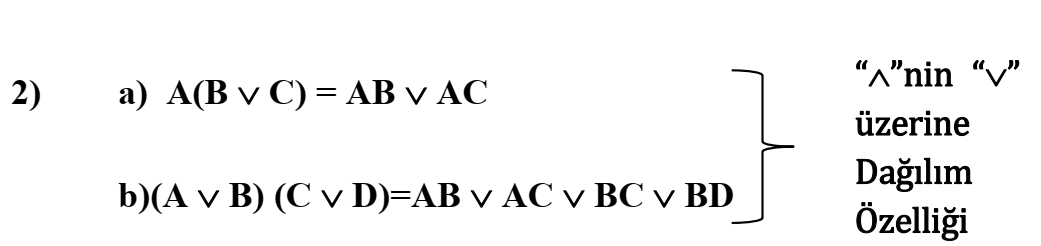 2) a) A(B ∨ C) = AB ∨ AC
b)(A ∨ B) (C ∨ D)=AB ∨ AC ∨ BC ∨ BD
“∧”nin “∨”
üzerine
Dağılım
Özelliği